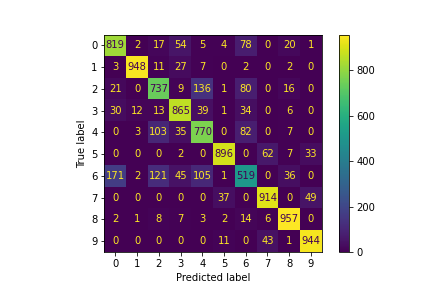 0 819 2 17 54 5 4 78 0 20 1
1 3 948 11 27 7 0 2 0 2 0
2 21 0 737 9 136 1 80 0 16 0
3 30 12 13 865 39 1 34 0 6 0
4 0 3 103 35 770 0 82 0 7 0
5 0 0 0 2 0 896 0 62 7 33
6 171 2 121 45 105 1 519 0 36 0
7 0 0 0 0 0 37 0 914 0 49
8 2 1 8 7 3 2 14 6 957 0
9 0 0 0 0 0 11 0 43 1 944
0 1 2 3 4 5 6 7 8 9
Predicted label
True label
800
600
400
200
0